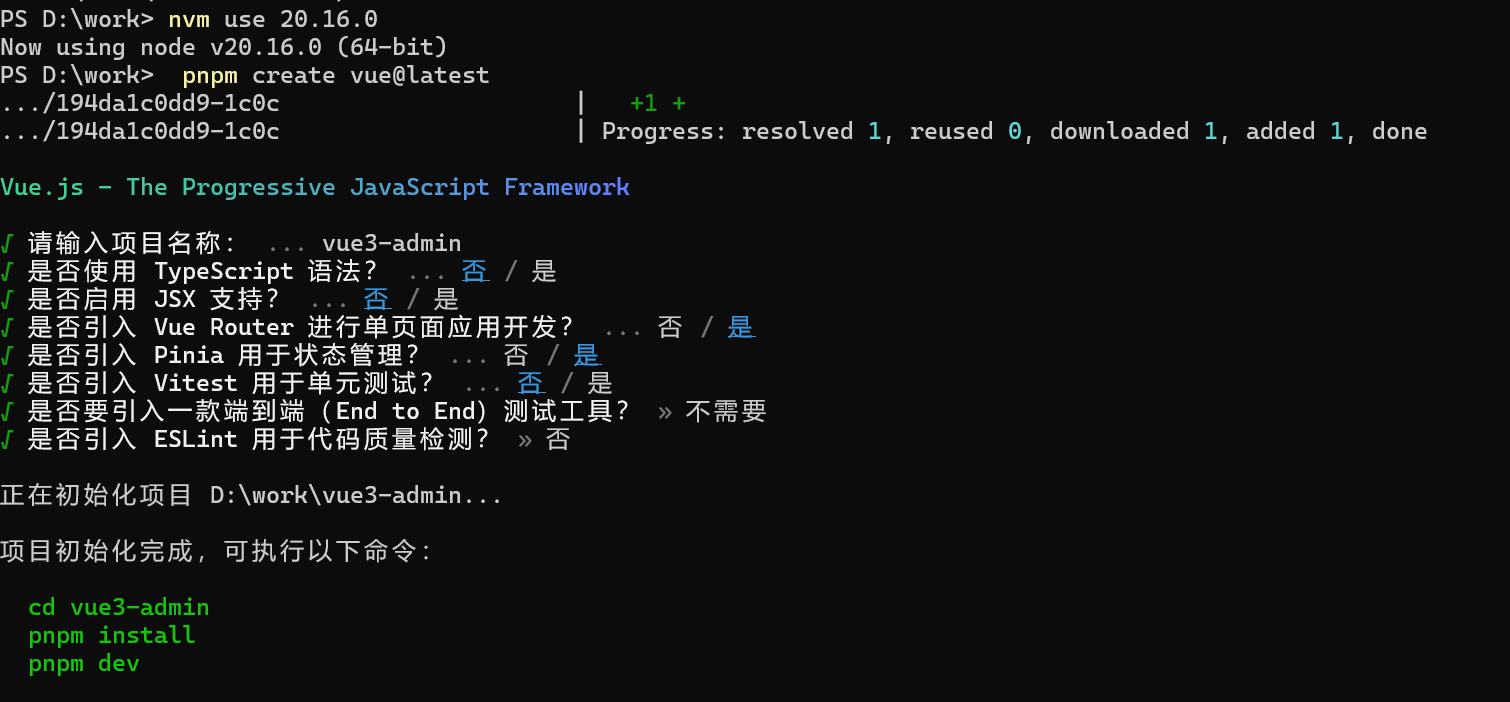 PS D:\work> nvm use 20.16.0
Now using node v20.16.0 (64-bit)
PS D:\work>  pnpm create vue@latest
.../194da1c0dd9-1c0c                     |   +1 +
.../194da1c0dd9-1c0c                     | Progress: resolved 1, reused 0, downloaded 1, added 1, done
Vue.js - The Progressive JavaScript Framework
√ 请输入项目名称: ... vue3-admin
√ 是否使用 TypeScript 语法? ... 否 / 是
√ 是否启用 JSX 支持? ... 否 / 是
√ 是否引入 Vue Router 进行单页面应用开发? ... 否 / 是
√ 是否引入 Pinia 用于状态管理? ... 否 / 是
√ 是否引入 Vitest 用于单元测试? ... 否 / 是
√ 是否要引入一款端到端 (End to End) 测试工具? » 不需要
√ 是否引入 ESLint 用于代码质量检测? » 否
正在初始化项目 D:\work\vue3-admin...
项目初始化完成,可执行以下命令:
cd vue3-admin
pnpm install
pnpm dev